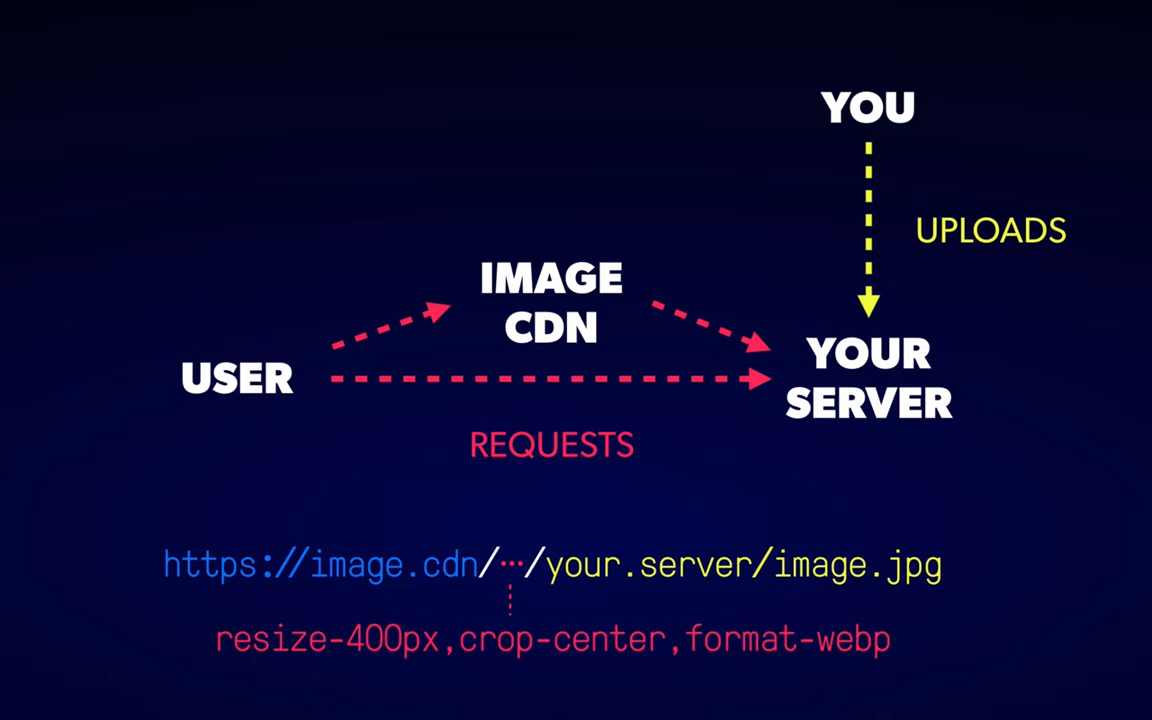 YOU
UPLOADS
IMAGE
CDN
YOUR
SERVER
USER
REQUESTS
https://image.cdn/···/your.server/image.jpg
resize-400px,crop-center,format-webp